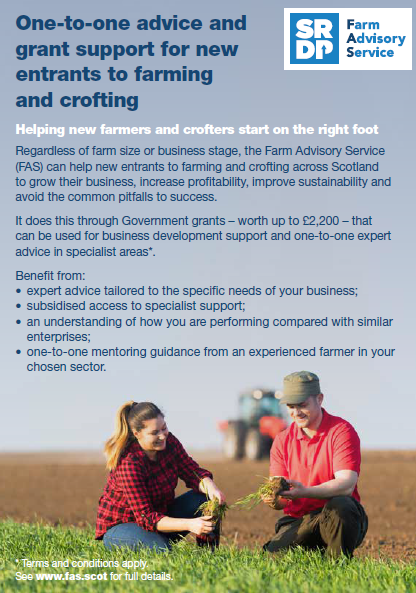 One-to-one advice and
grant support for new
entrants to farming
and crofting
SR
DP
Farm
Advisory
Service
Helping new farmers and crofters start on the right foot
Regardless of farm size or business stage, the Farm Advisory Service
(FAS) can help new entrants to farming and crofting across Scotland
to grow their business, increase profitability, improve sustainability and
avoid the common pitfalls to success.
It does this through Government grants – worth up to £2,200 – that
can be used for business development support and one-to-one expert
advice in specialist areas*.
Benefit from:
• expert advice tailored to the specific needs of your business;
• subsidised access to specialist support;
• an understanding of how you are performing compared with similar
enterprises;
• one-to-one mentoring guidance from an experienced farmer in your
chosen sector.
* Terms and conditions apply.
See www.fas.scot for full details.